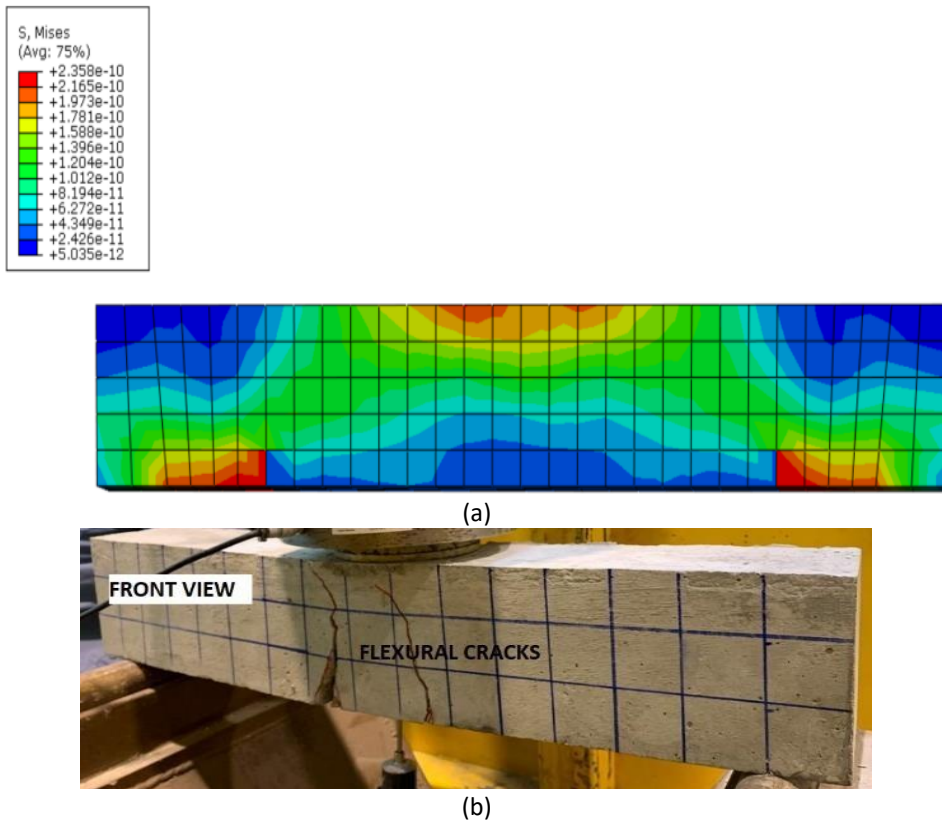 S, Mises
(Avg: 75%)
+2.358e-10
+2.165e-10
+1.973e-10
+1.781e-10
+1.588e-10
+1.396e-10
+1.204e-10
+1.012e-10
+8.194e-11
+6.272e-11
+4.349e-11
+2.426e-11
+5.035e-12
(a)
FRONT VIEW
FLEXURAL CRACKS
(b)